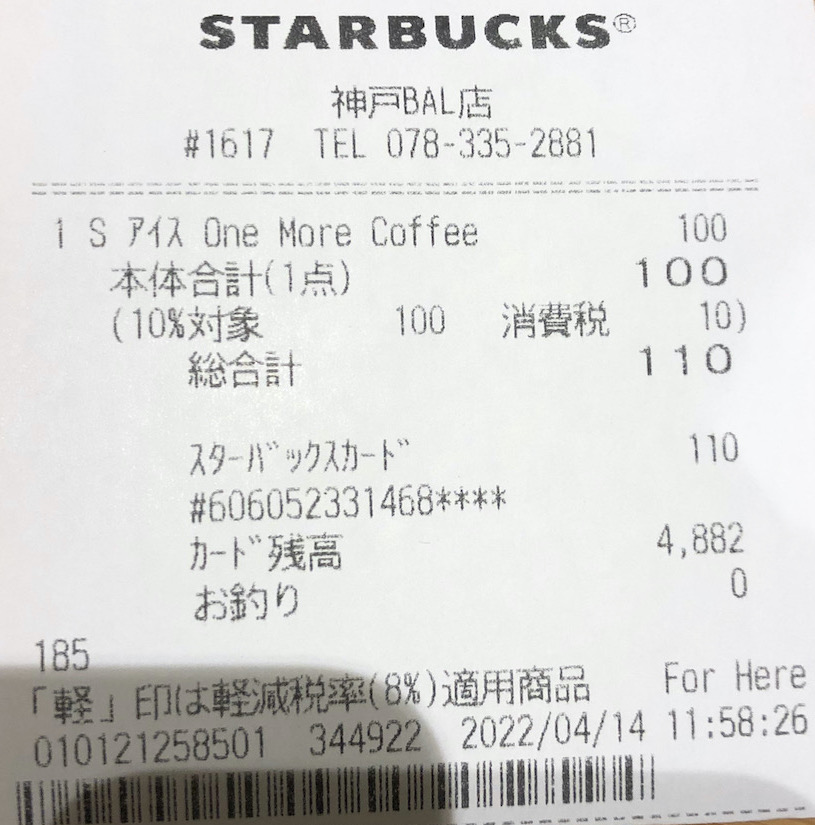 STARBUCKS®
神戸BAL店
#1617 TEL 078-335-2881
1 S アイス One More Coffee 100
本体合計(1点) 100
(10%対象 100 消費税 10)
総合計 110
スターバックスカード 110
#606052331468****
カード残高 4,882
お釣り 0
185
「軽」印は軽減税率(8%)適用商品 For Here
010121258501 344922 2022/04/14 11:58:26